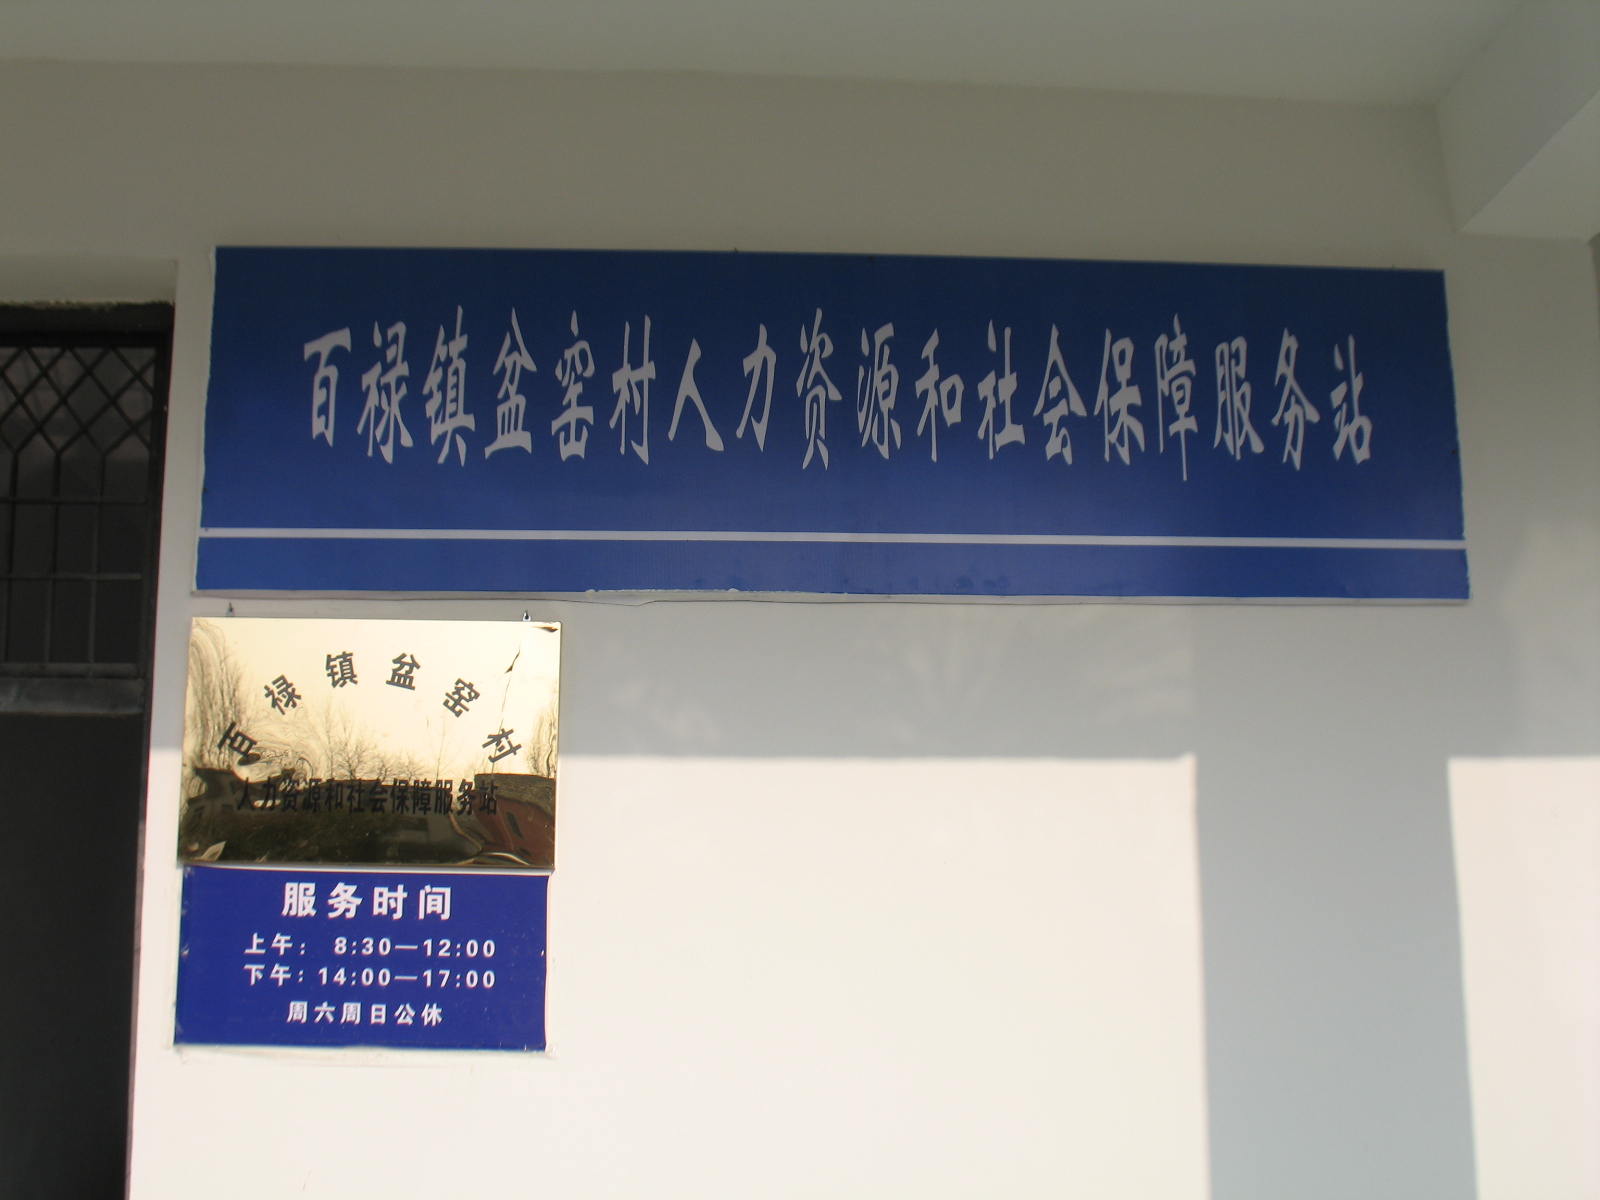 百禄镇盆窑村人力资源和社会保障服务站
百禄镇盆窑村
人力资源和社会保障服务站
服务时间
上午： 8:30—12:00
下午：14:00—17:00
周六周日公休